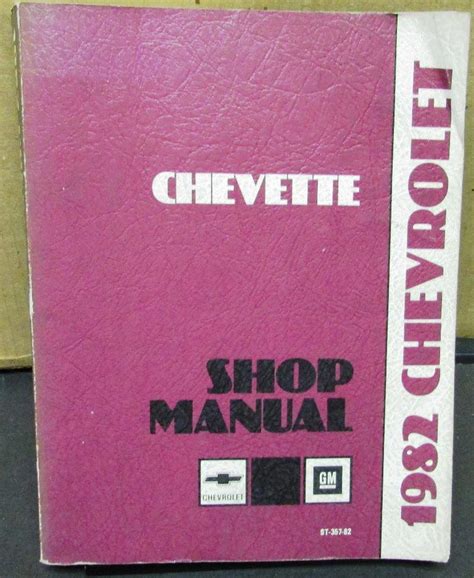 CHEVETTE
SHOP
MANUAL
CHEVROLET
GM
ST-357-82
1982 CHEVROLET